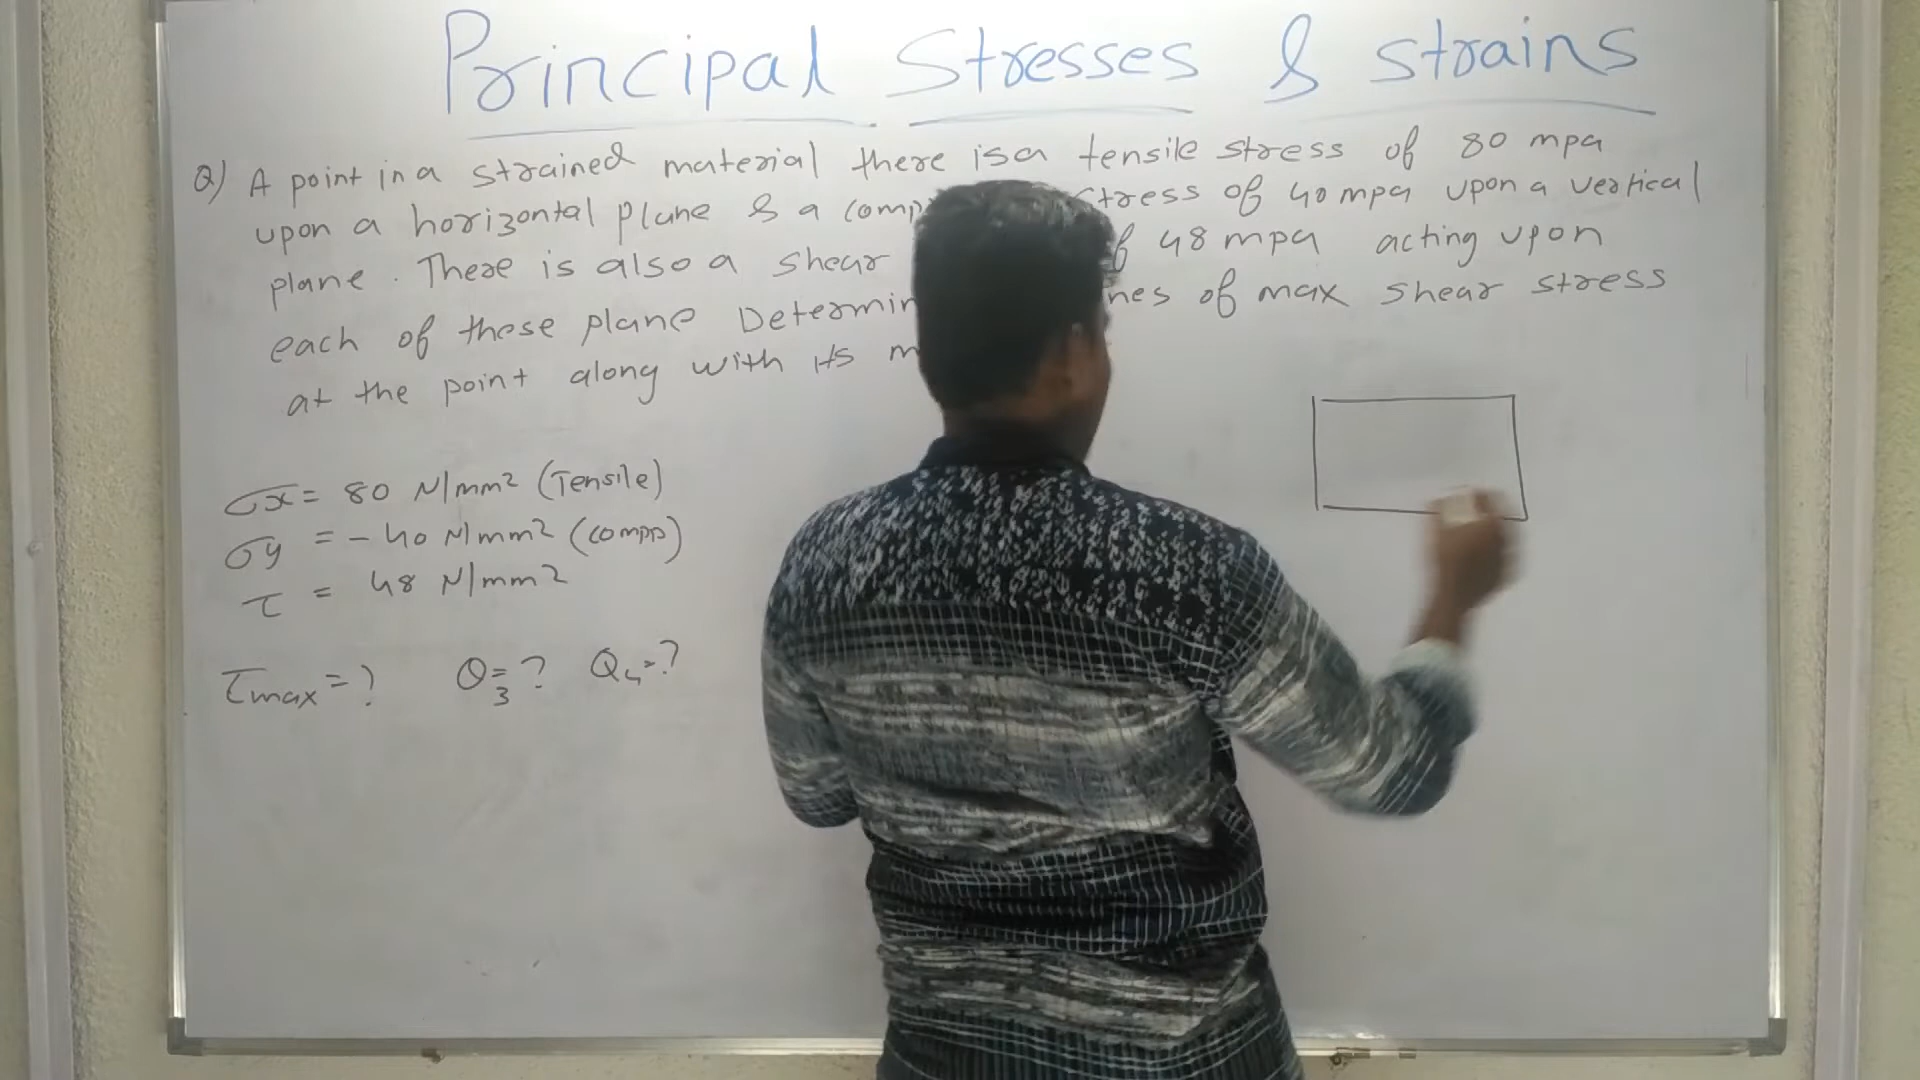 Principal Stresses & strains
Q) A point in a strained material there is a tensile stress of 80 mpa
upon a horizontal plane & a comp stress of 40 mpa upon a vertical
plane. There is also a shear of 48 mpa acting upon
each of these plane Determin nes of max shear stress
at the point along with its m
σx = 80 N/mm2 (Tensile)
σy = - 40 N/mm2 (comp)
τ = 48 N/mm2
τmax = ? θ3 = ? Q4 = ?